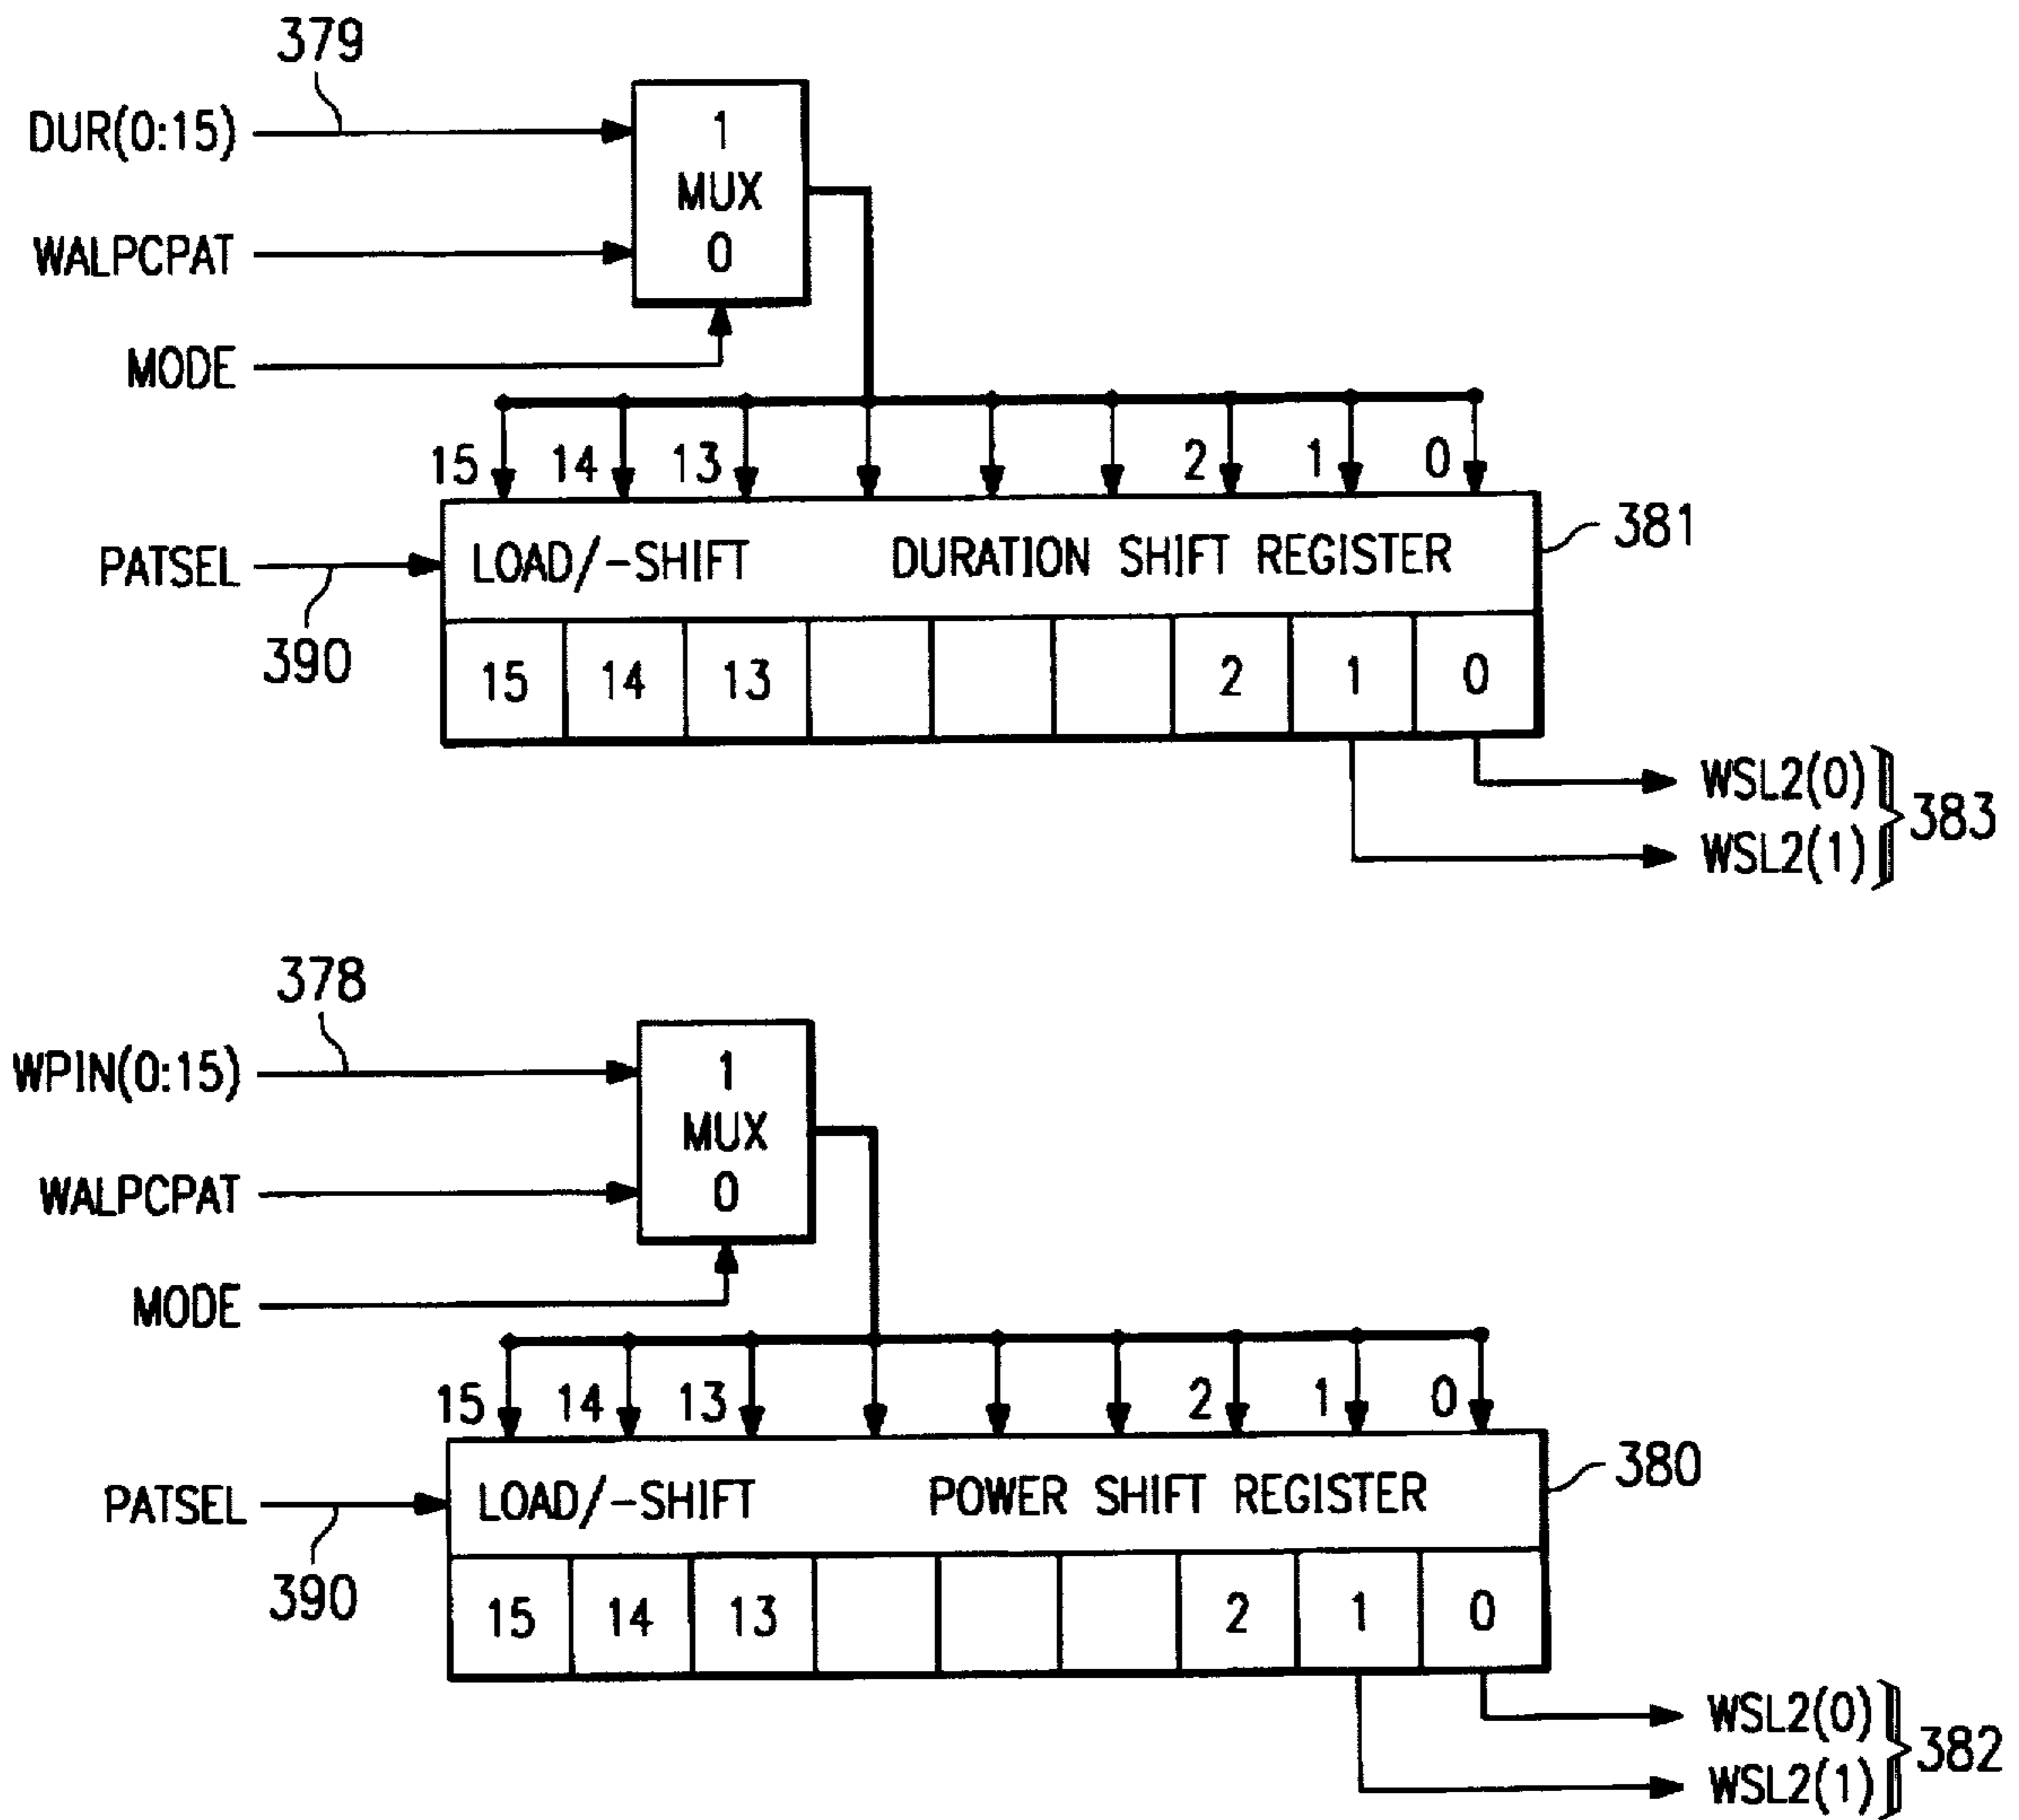 379
DUR(0:15)
1
MUX
0
WALPCPAT
MODE
15 14 13 2 1 0
PATSEL
LOAD/-SHIFT DURATION SHIFT REGISTER
381
390
15 14 13 2 1 0
WSL2(0)
WSL2(1)
383
378
WPIN(0:15)
1
MUX
0
WALPCPAT
MODE
15 14 13 2 1 0
PATSEL
LOAD/-SHIFT POWER SHIFT REGISTER
380
390
15 14 13 2 1 0
WSL2(0)
WSL2(1)
382